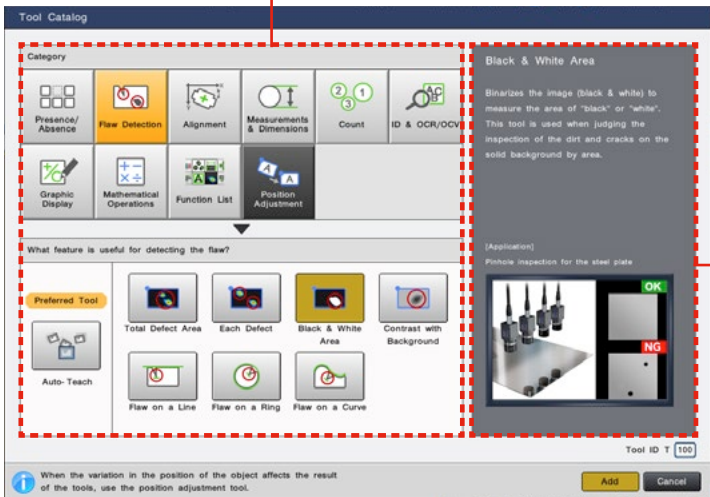 Tool Catalog
Category
Presence/
Absence
Flaw Detection
Alignment
Measurements
& Dimensions
Count
ID & OCR/OCV
Graphic
Display
Mathematical
Operations
Function List
Position
Adjustment
What feature is useful for detecting the flaw?
Preferred Tool
Auto-Teach
Total Defect Area
Each Defect
Black & White
Area
Contrast with
Background
Flaw on a Line
Flaw on a Ring
Flaw on a Curve
Black & White Area
Binarizes the image (black & white) to
measure the area of "black" or "white".
This tool is used when judging the
inspection of the dirt and cracks on the
solid background by area.
[Application]
Pinhole inspection for the steel plate
OK
NG
Tool ID T 100
When the variation in the position of the object affects the result
of the tools, use the position adjustment tool.
Add
Cancel